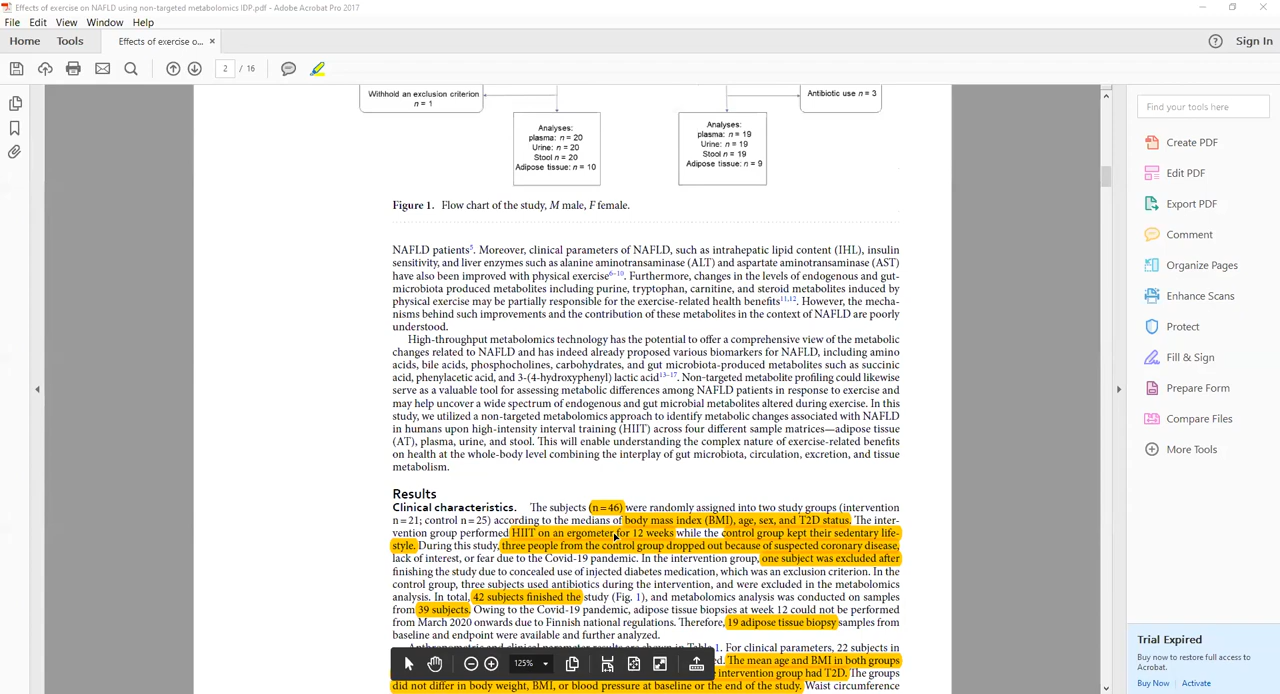 Effects of exercise on NAFLD using non-targeted metabolomics IDP.pdf - Adobe Acrobat Pro 2017
File Edit View Window Help
Home Tools Effects of exercise o... × Sign In
2 / 16
Withhold an exclusion criterion
n = 1
Antibiotic use n = 3
Analyses:
plasma: n = 20
Urine: n = 20
Stool n = 20
Adipose tissue: n = 10
Analyses:
plasma: n = 19
Urine: n = 19
Stool n = 19
Adipose tissue: n = 9
Figure 1. Flow chart of the study, M male, F female.
NAFLD patients5. Moreover, clinical parameters of NAFLD, such as intrahepatic lipid content (IHL), insulin
sensitivity, and liver enzymes such as alanine aminotransaminase (ALT) and aspartate aminotransaminase (AST)
have also been improved with physical exercise6–10. Furthermore, changes in the levels of endogenous and gut-
microbiota produced metabolites including purine, tryptophan, carnitine, and steroid metabolites induced by
physical exercise may be partially responsible for the exercise-related health benefits11,12. However, the mecha-
nisms behind such improvements and the contribution of these metabolites in the context of NAFLD are poorly
understood.
High-throughput metabolomics technology has the potential to offer a comprehensive view of the metabolic
changes related to NAFLD and has indeed already proposed various biomarkers for NAFLD, including amino
acids, bile acids, phosphocholines, carbohydrates, and gut microbiota-produced metabolites such as succinic
acid, phenylacetic acid, and 3-(4-hydroxyphenyl) lactic acid13–17. Non-targeted metabolite profiling could likewise
serve as a valuable tool for assessing metabolic differences among NAFLD patients in response to exercise and
may help uncover a wide spectrum of endogenous and gut microbial metabolites altered during exercise. In this
study, we utilized a non-targeted metabolomics approach to identify metabolic changes associated with NAFLD
in humans upon high-intensity interval training (HIIT) across four different sample matrices—adipose tissue
(AT), plasma, urine, and stool. This will enable understanding the complex nature of exercise-related benefits
on health at the whole-body level combining the interplay of gut microbiota, circulation, excretion, and tissue
metabolism.
Results
Clinical characteristics. The subjects (n = 46) were randomly assigned into two study groups (intervention
n = 21; control n = 25) according to the medians of body mass index (BMI), age, sex, and T2D status. The inter-
vention group performed HIIT on an ergometer for 12 weeks while the control group kept their sedentary life-
style. During this study, three people from the control group dropped out because of suspected coronary disease,
lack of interest, or fear due to the Covid-19 pandemic. In the intervention group, one subject was excluded after
finishing the study due to concealed use of injected diabetes medication, which was an exclusion criterion. In the
control group, three subjects used antibiotics during the intervention, and were excluded in the metabolomics
analysis. In total, 42 subjects finished the study (Fig. 1), and metabolomics analysis was conducted on samples
from 39 subjects. Owing to the Covid-19 pandemic, adipose tissue biopsies at week 12 could not be performed
from March 2020 onwards due to Finnish national regulations. Therefore, 19 adipose tissue biopsy samples from
baseline and endpoint were available and further analyzed.
Anthropometric and clinical parameter results are shown in Table 1. For clinical parameters, 22 subjects in
The mean age and BMI in both groups
intervention group had T2D. The groups
did not differ in body weight, BMI, or blood pressure at baseline or the end of the study. Waist circumference
125%
Find your tools here
Create PDF
Edit PDF
Export PDF
Comment
Organize Pages
Enhance Scans
Protect
Fill & Sign
Prepare Form
Compare Files
More Tools
Trial Expired
Buy now to restore full access to
Acrobat.
Buy Now Activate